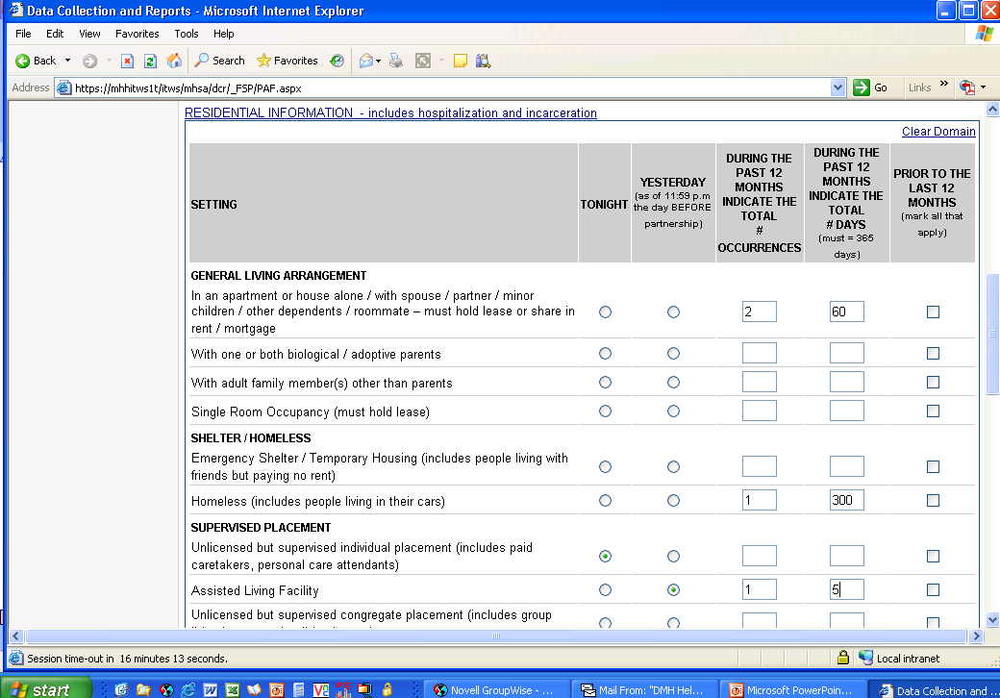 Data Collection and Reports - Microsoft Internet Explorer
File Edit View Favorites Tools Help
Back Search Favorites
Address https://mhhitws1t/itws/mhsa/dcr/_FSP/PAF.aspx Go Links »
RESIDENTIAL INFORMATION - includes hospitalization and incarceration
Clear Domain
SETTING
TONIGHT
YESTERDAY
(as of 11:59 p.m
the day BEFORE
partnership)
DURING THE
PAST 12
MONTHS
INDICATE THE
TOTAL
#
OCCURRENCES
DURING THE
PAST 12
MONTHS
INDICATE THE
TOTAL
# DAYS
(must = 365
days)
PRIOR TO THE
LAST 12
MONTHS
(mark all that
apply)
GENERAL LIVING ARRANGEMENT
In an apartment or house alone / with spouse / partner / minor
children / other dependents / roommate – must hold lease or share in
rent / mortgage
2 60
With one or both biological / adoptive parents
With adult family member(s) other than parents
Single Room Occupancy (must hold lease)
SHELTER / HOMELESS
Emergency Shelter / Temporary Housing (includes people living with
friends but paying no rent)
Homeless (includes people living in their cars) 1 300
SUPERVISED PLACEMENT
Unlicensed but supervised individual placement (includes paid
caretakers, personal care attendants)
Assisted Living Facility 1 5
Unlicensed but supervised congregate placement (includes group
Session time-out in 16 minutes 13 seconds. Local intranet
start Novell GroupWise - ... Mail From: "DMH Hel... Microsoft PowerPoin... Data Collection and